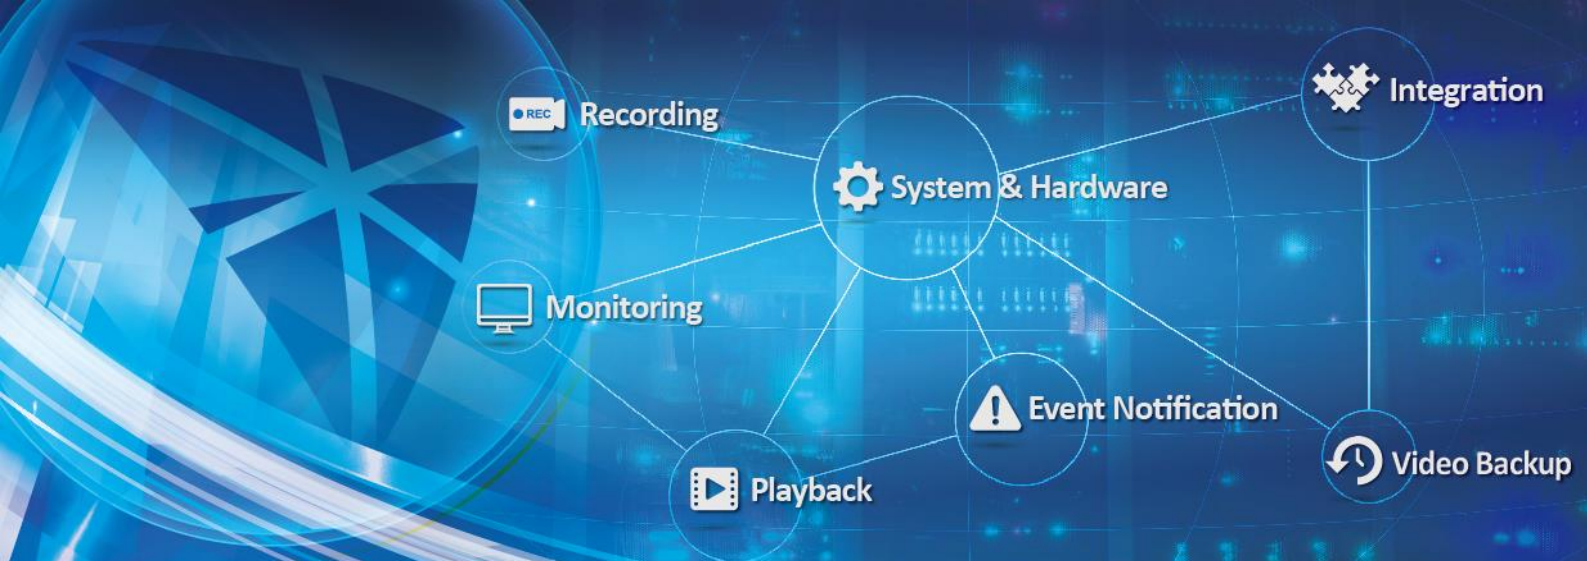 REC
Recording
Integration
System & Hardware
Monitoring
Event Notification
Video Backup
Playback